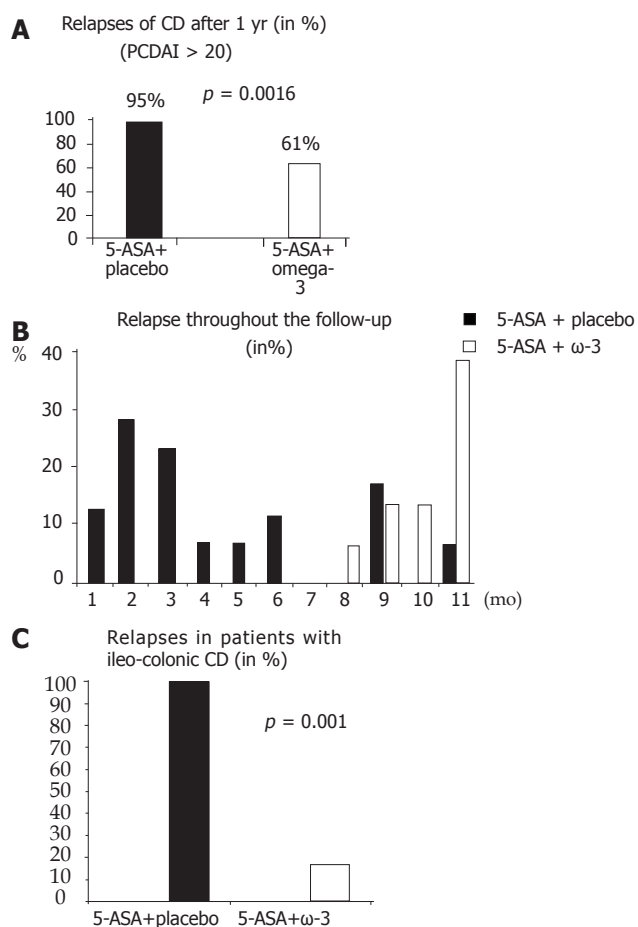 A
Relapses of CD after 1 yr (in %)
(PCDAI > 20)
95%
p = 0.0016
61%
100
80
60
40
20
0
5-ASA+
placebo
5-ASA+
omega-
3
B
Relapse throughout the follow-up
(in%)
■ 5-ASA + placebo
□ 5-ASA + ω-3
%
40
30
20
10
0
1 2 3 4 5 6 7 8 9 10 11 (mo)
C
Relapses in patients with
ileo-colonic CD (in %)
p = 0.001
100
90
80
70
60
50
40
30
20
10
0
5-ASA+placebo 5-ASA+ω-3